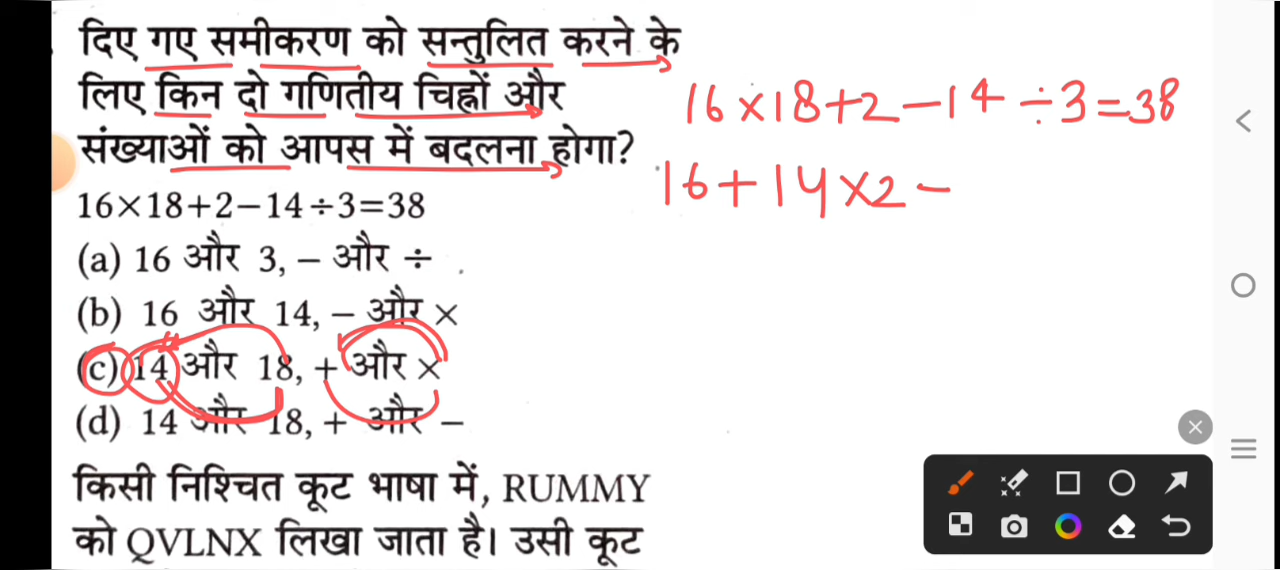 दिए गए समीकरण को सन्तुलित करने के
लिए किन दो गणितीय चिह्नों और
संख्याओं को आपस में बदलना होगा?
16×18+2−14÷3=38
(a) 16 और 3, − और ÷
(b) 16 और 14, − और ×
(c) 14 और 18, + और ×
(d) 14 और 18, + और −
किसी निश्चित कूट भाषा में, RUMMY
को QVLNX लिखा जाता है। उसी कूट
16×18+2−14÷3=38
16+14×2−